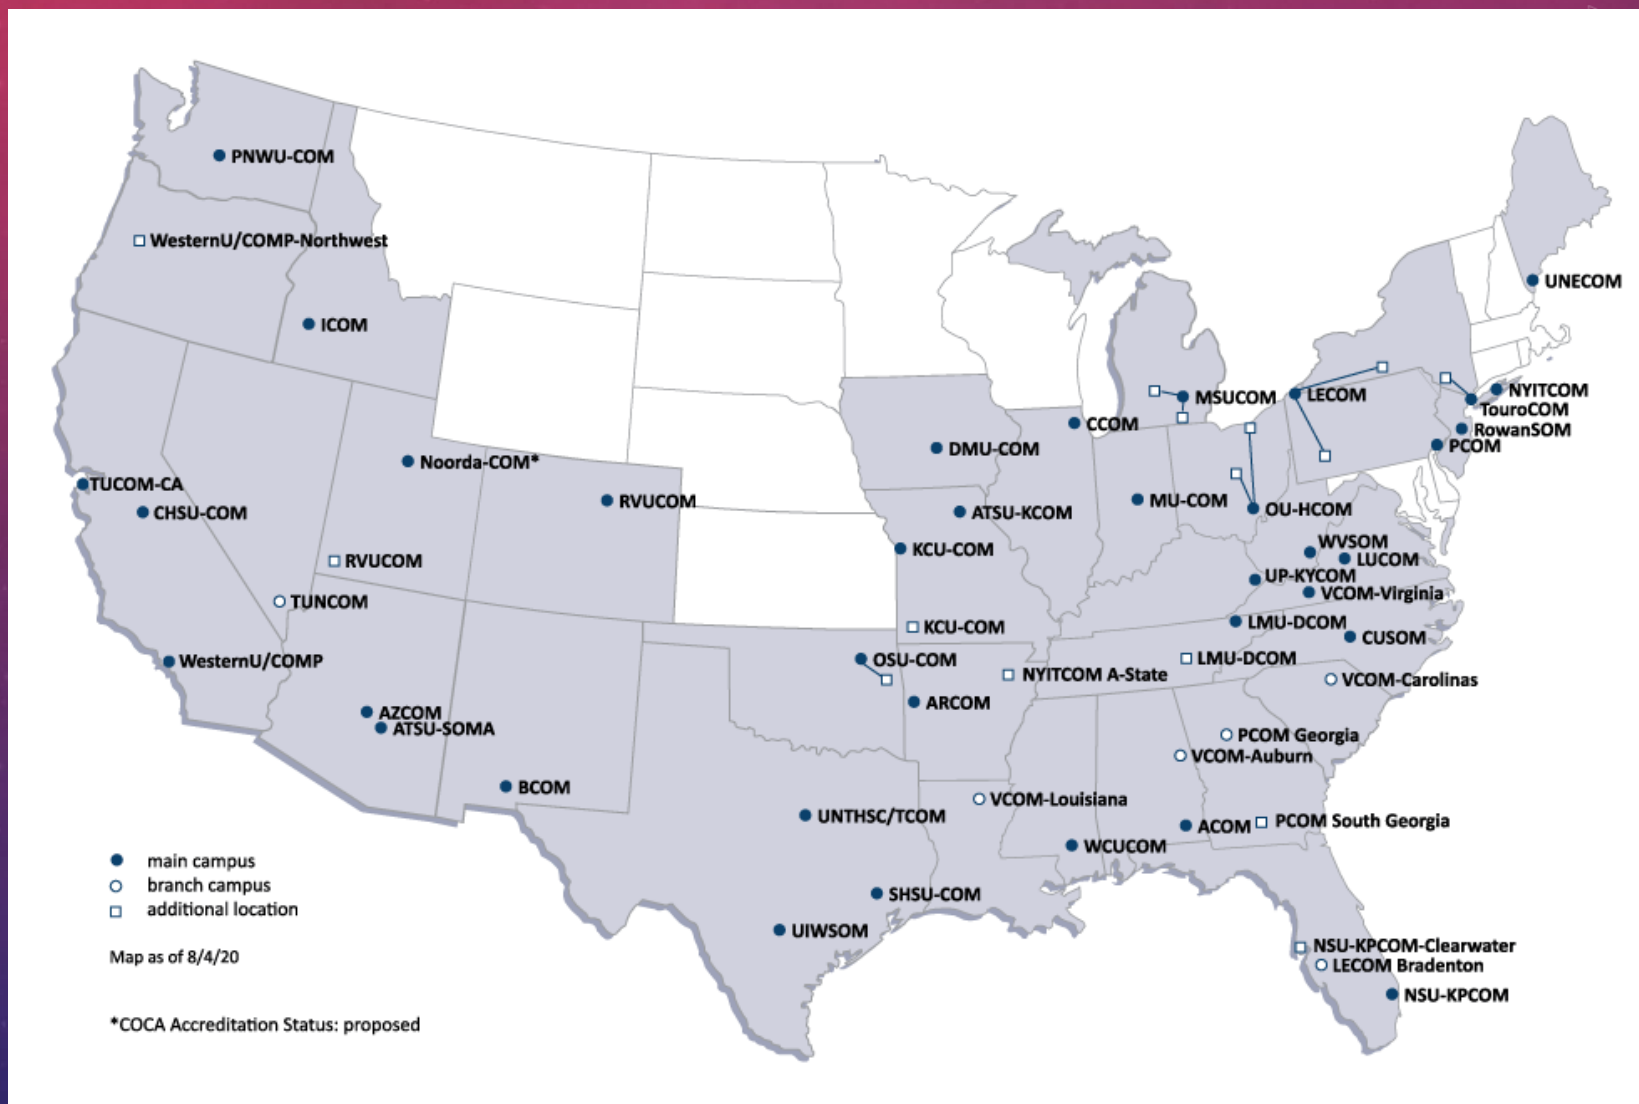 PNWU-COM
WesternU/COMP-Northwest
UNECOM
ICOM
NYITCOM
MSUCOM
LECOM
TouroCOM
CCOM
RowanSOM
PCOM
DMU-COM
Noorda-COM*
TUCOM-CA
RVUCOM
MU-COM
CHSU-COM
ATSU-KCOM
OU-HCOM
WVSOM
KCU-COM
LUCOM
RVUCOM
UP-KYCOM
VCOM-Virginia
TUNCOM
LMU-DCOM
KCU-COM
CUSOM
WesternU/COMP
OSU-COM
LMU-DCOM
NYITCOM A-State
VCOM-Carolinas
ARCOM
AZCOM
ATSU-SOMA
PCOM Georgia
VCOM-Auburn
BCOM
VCOM-Louisiana
UNTHSC/TCOM
ACOM
PCOM South Georgia
WCUCOM
SHSU-COM
UIWSOM
NSU-KPCOM-Clearwater
LECOM Bradenton
NSU-KPCOM
main campus
branch campus
additional location
Map as of 8/4/20
*COCA Accreditation Status: proposed